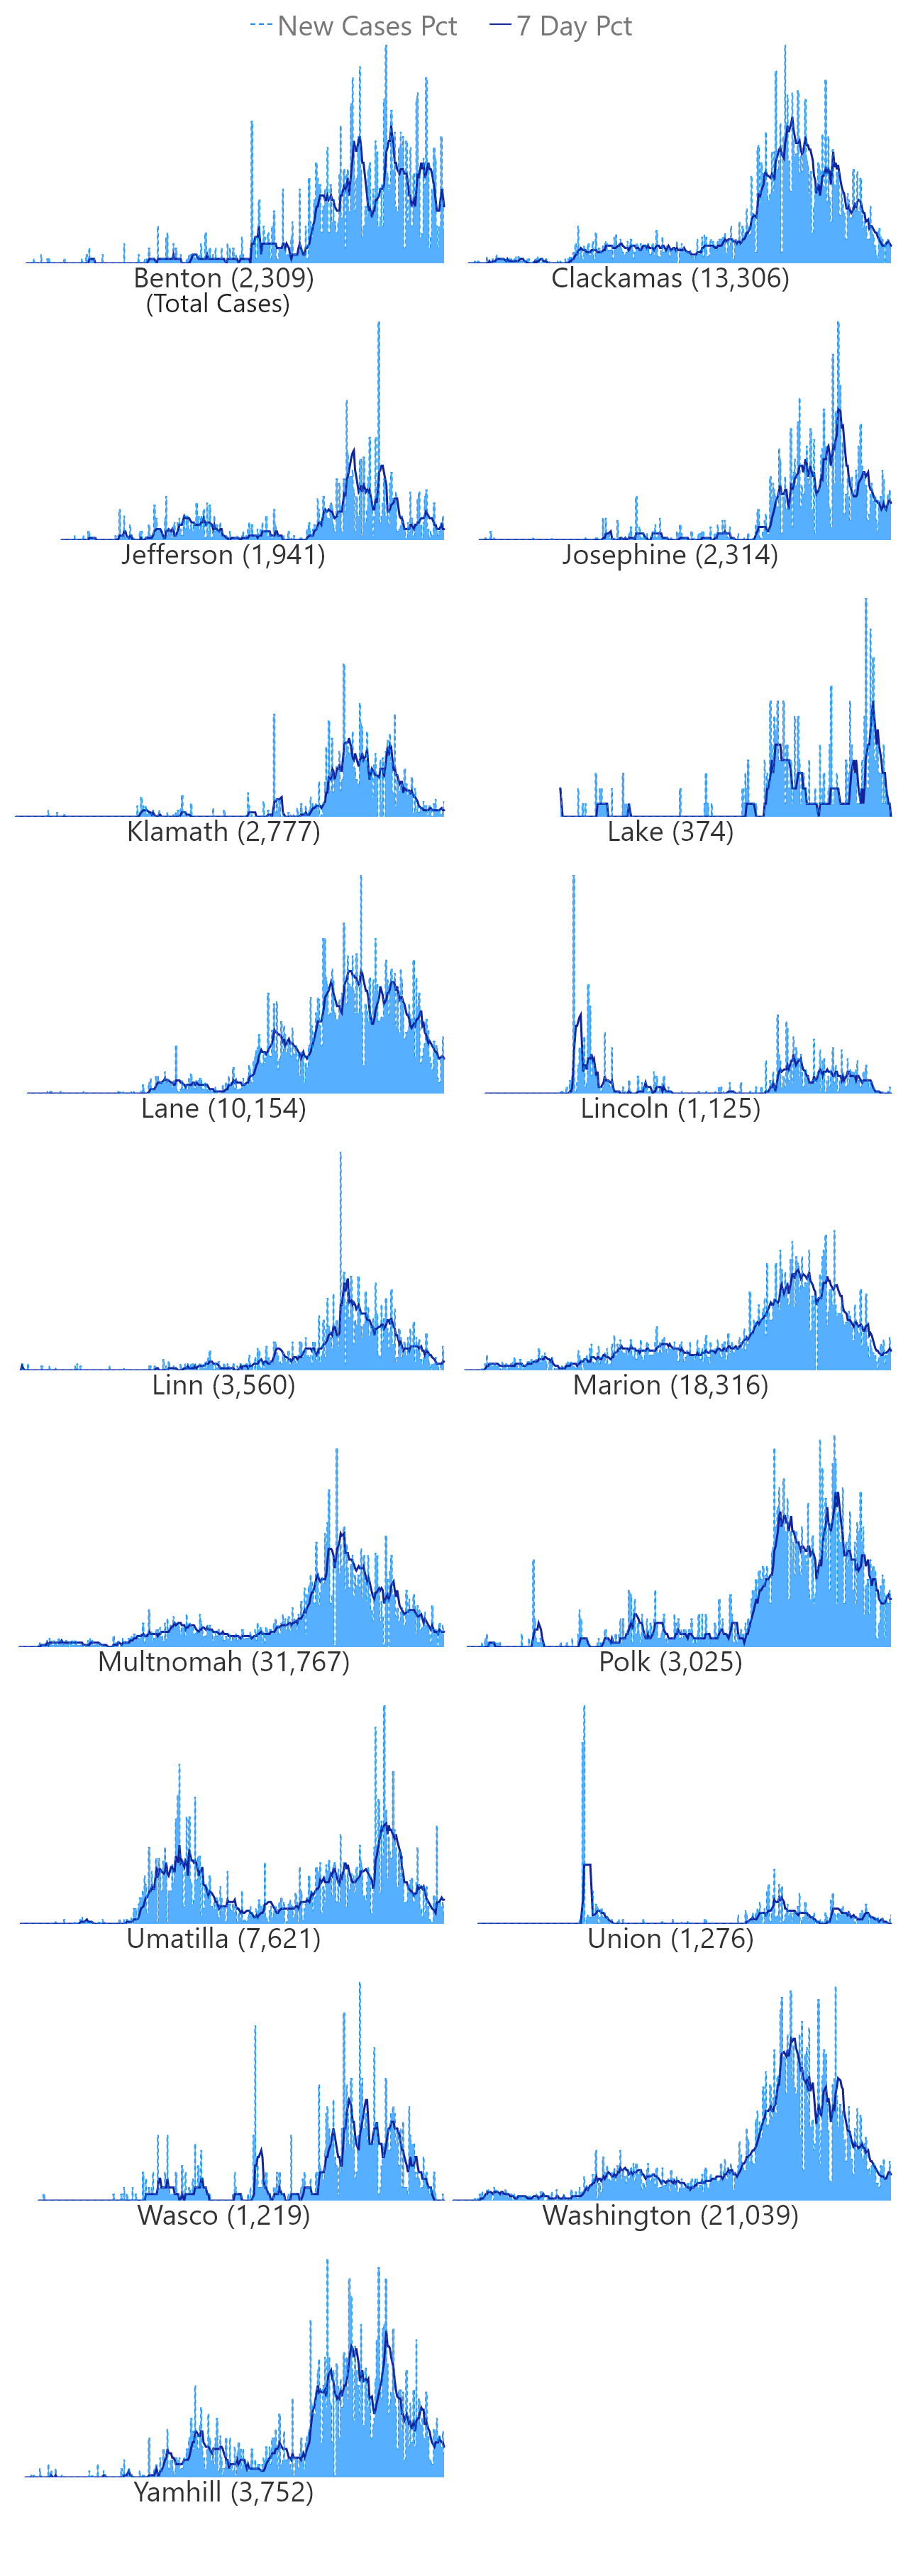 New Cases Pct 7 Day Pct
Benton (2,309) Clackamas (13,306)
(Total Cases)
Jefferson (1,941) Josephine (2,314)
Klamath (2,777) Lake (374)
Lane (10,154) Lincoln (1,125)
Linn (3,560) Marion (18,316)
Multnomah (31,767) Polk (3,025)
Umatilla (7,621) Union (1,276)
Wasco (1,219) Washington (21,039)
Yamhill (3,752)